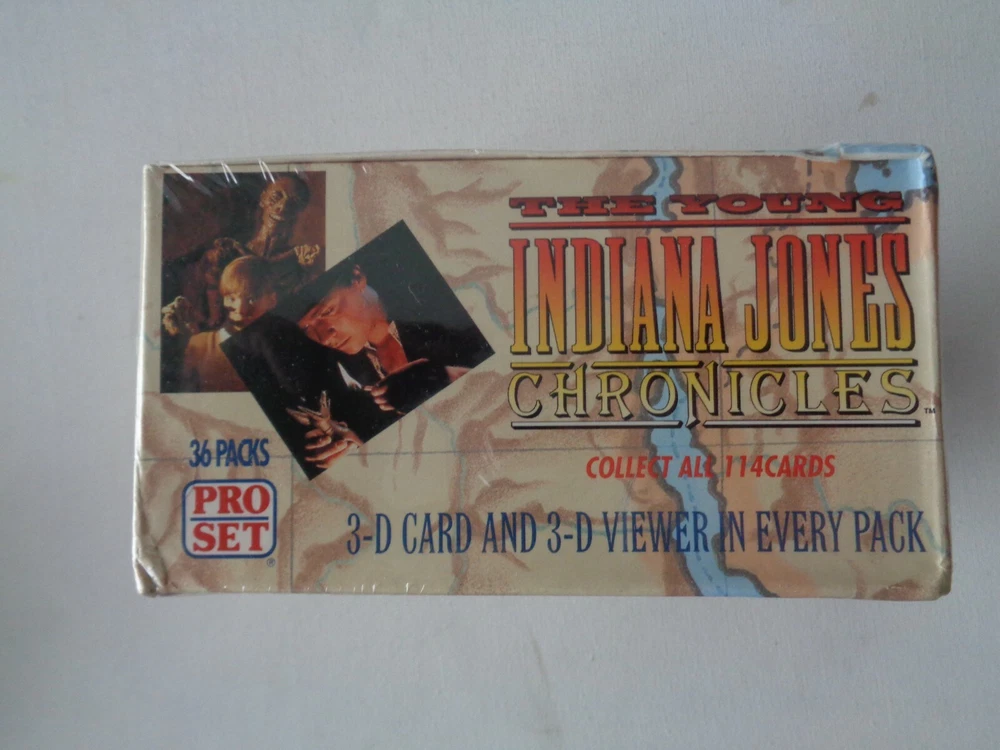 THE YOUNG
INDIANA JONES
CHRONICLES™
36 PACKS
COLLECT ALL 114CARDS
PRO
SET®
3-D CARD AND 3-D VIEWER IN EVERY PACK